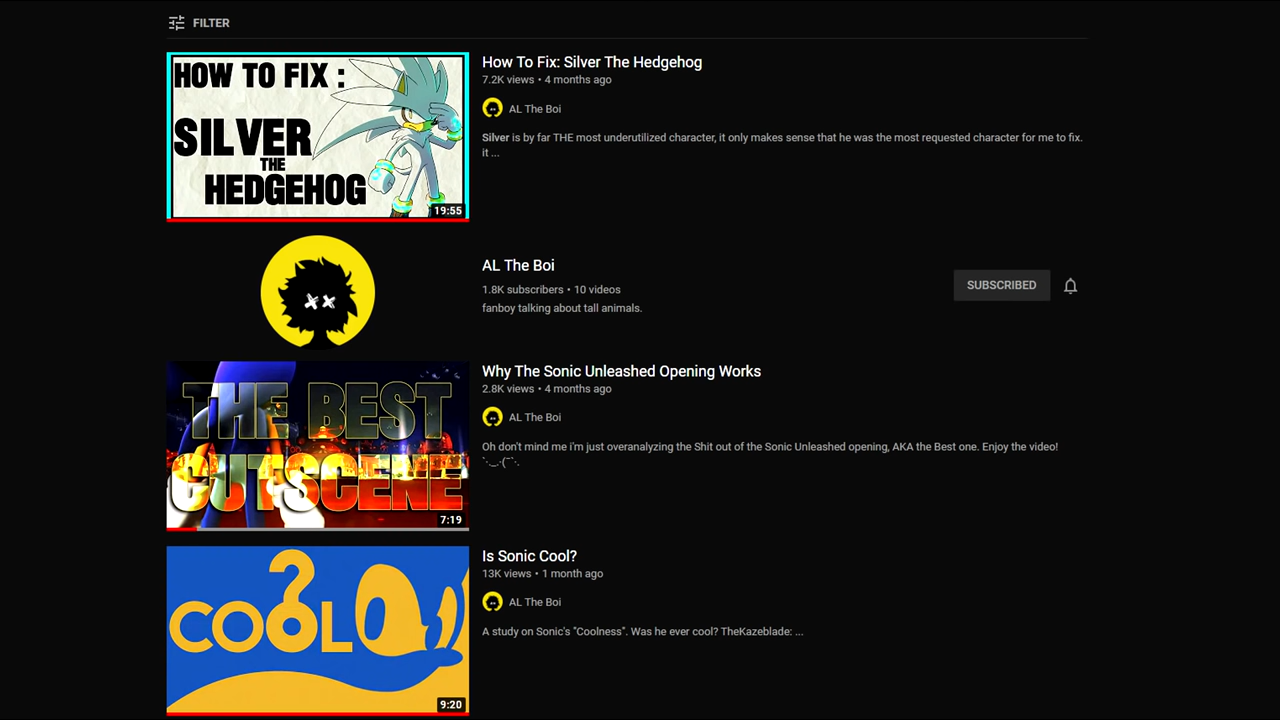 FILTER
HOW TO FIX :
SILVER
THE
HEDGEHOG
19:55
How To Fix: Silver The Hedgehog
7.2K views • 4 months ago
AL The Boi
Silver is by far THE most underutilized character, it only makes sense that he was the most requested character for me to fix.
it ...
AL The Boi
1.8K subscribers • 10 videos
fanboy talking about tall animals.
SUBSCRIBED
THE BEST
CUTSCENE
7:19
Why The Sonic Unleashed Opening Works
2.8K views • 4 months ago
AL The Boi
Oh don't mind me i'm just overanalyzing the Shit out of the Sonic Unleashed opening, AKA the Best one. Enjoy the video!
COOL
?
9:20
Is Sonic Cool?
13K views • 1 month ago
AL The Boi
A study on Sonic's "Coolness". Was he ever cool? TheKazeblade: ...